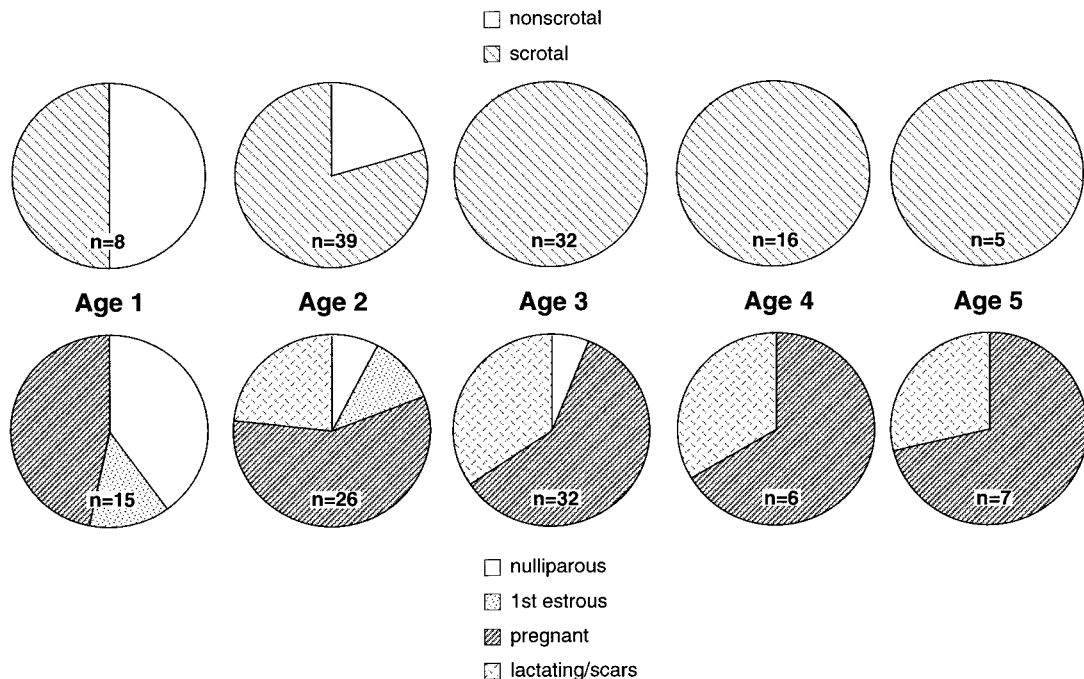 nonscrotal
scrotal
n=8
n=39
n=32
n=16
n=5
Age 1
Age 2
Age 3
Age 4
Age 5
n=15
n=26
n=32
n=6
n=7
nulliparous
1st estrous
pregnant
lactating/scars